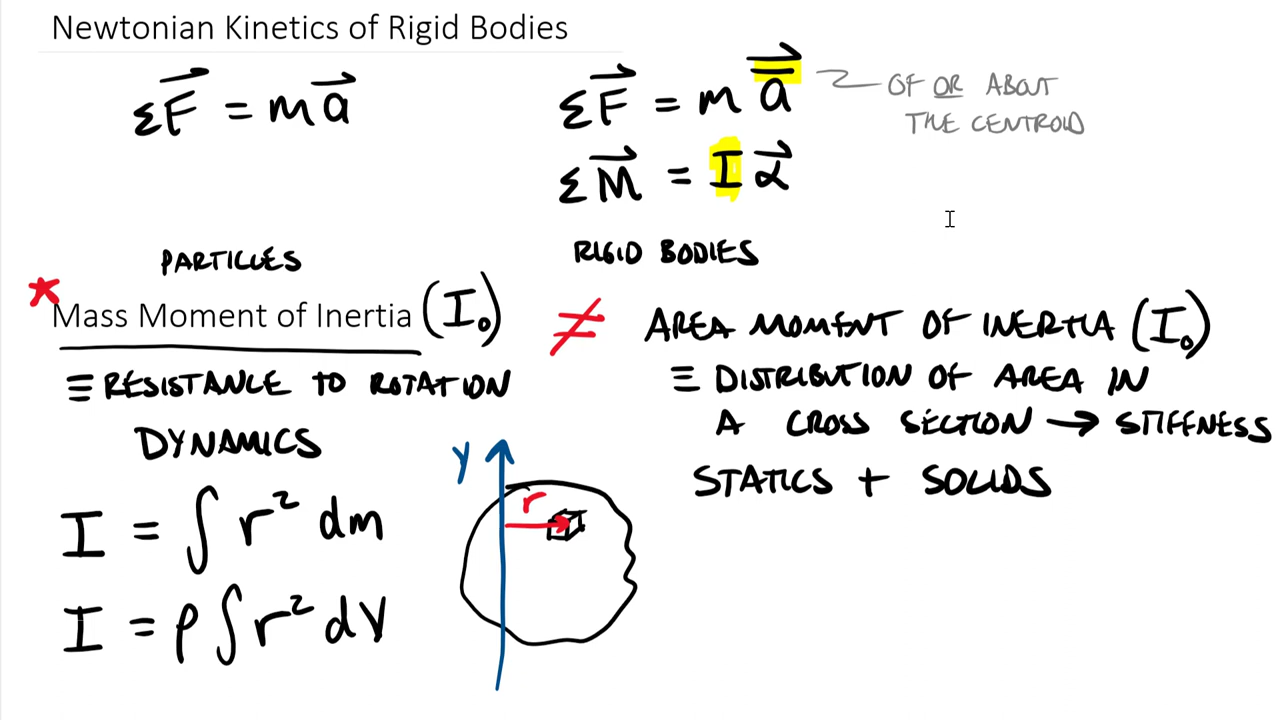 Newtonian Kinetics of Rigid Bodies
ΣF⃗ = ma⃗
PARTICLES
ΣF⃗ = ma̿⃗
OF OR ABOUT
THE CENTROID
ΣM⃗ = Iα⃗
RIGID BODIES
* Mass Moment of Inertia (I₀) ≠ AREA MOMENT OF INERTIA (I₀)
≡ RESISTANCE TO ROTATION
DYNAMICS
≡ DISTRIBUTION OF AREA IN
A CROSS SECTION → STIFFNESS
STATICS + SOLIDS
I = ∫ r² dm
I = ρ ∫ r² dV
y
r